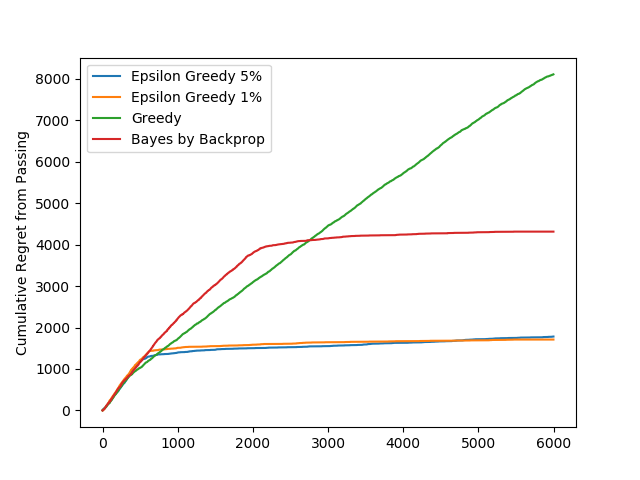 Epsilon Greedy 5%
Epsilon Greedy 1%
Greedy
Bayes by Backprop
Cumulative Regret from Passing
8000
7000
6000
5000
4000
3000
2000
1000
0
0 1000 2000 3000 4000 5000 6000